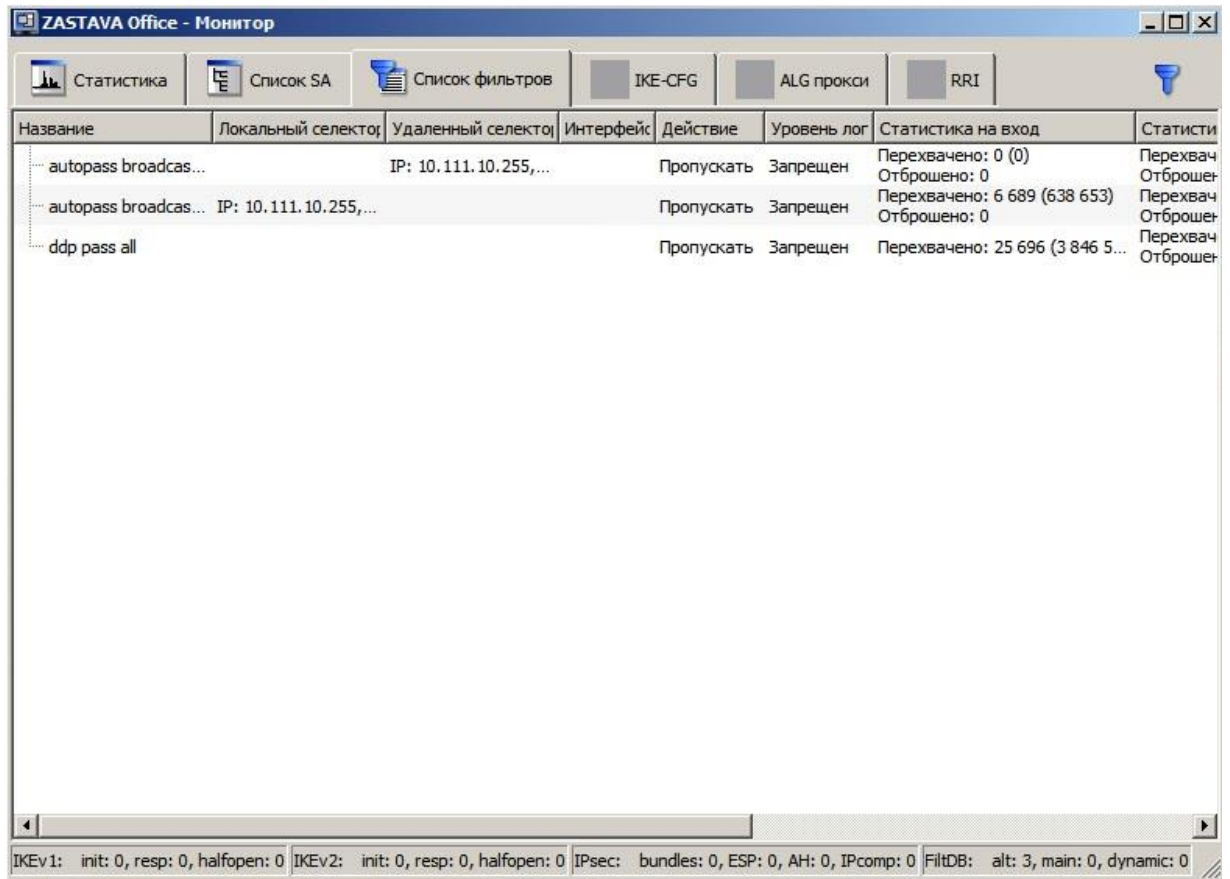 ZASTAVA Office - Монитор
Статистика Список SA Список фильтров IKE-CFG ALG прокси RRI
Название Локальный селектор Удаленный селектор Интерфейс Действие Уровень лог Статистика на вход Статисти
autopass broadcas... IP: 10.111.10.255,... Пропускать Запрещен Перехвачено: 0 (0) Перехвач
Отброшено: 0 Отброшен
autopass broadcas... IP: 10.111.10.255,... Пропускать Запрещен Перехвачено: 6 689 (638 653) Перехвач
Отброшено: 0 Отброшен
ddp pass all Пропускать Запрещен Перехвачено: 25 696 (3 846 5... Перехвач
Отброшен
IKEv1: init: 0, resp: 0, halfopen: 0 IKEv2: init: 0, resp: 0, halfopen: 0 IPsec: bundles: 0, ESP: 0, AH: 0, IPcomp: 0 FiltDB: alt: 3, main: 0, dynamic: 0